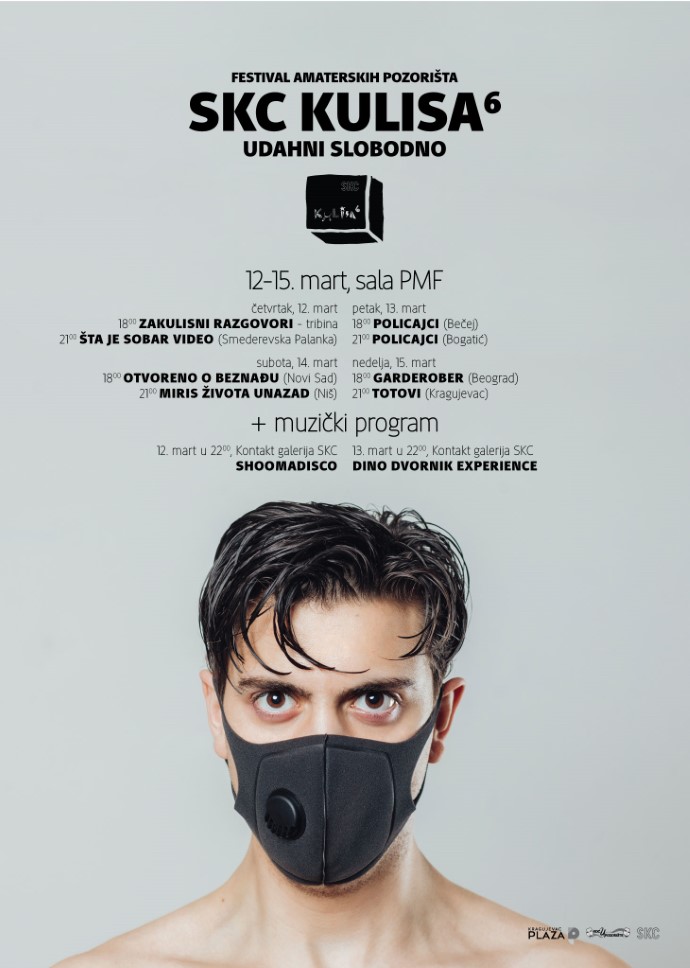 FESTIVAL AMATERSKIH POZORIŠTA
SKC KULISA⁶
UDAHNI SLOBODNO
SKC
KULISA⁶
12-15. mart, sala PMF
četvrtak, 12. mart
18⁰⁰ ZAKULISNI RAZGOVORI - tribina
21⁰⁰ ŠTA JE SOBAR VIDEO (Smederevska Palanka)
petak, 13. mart
18⁰⁰ POLICAJCI (Bečej)
21⁰⁰ POLICAJCI (Bogatić)
subota, 14. mart
18⁰⁰ OTVORENO O BEZNAĐU (Novi Sad)
21⁰⁰ MIRIS ŽIVOTA UNAZAD (Niš)
nedelja, 15. mart
18⁰⁰ GARDEROBER (Beograd)
21⁰⁰ TOTOVI (Kragujevac)
+ muzički program
12. mart u 22⁰⁰, Kontakt galerija SKC
SHOOMADISCO
13. mart u 22⁰⁰, Kontakt galerija SKC
DINO DVORNIK EXPERIENCE
KRAGUJEVAC
PLAZA
SKC